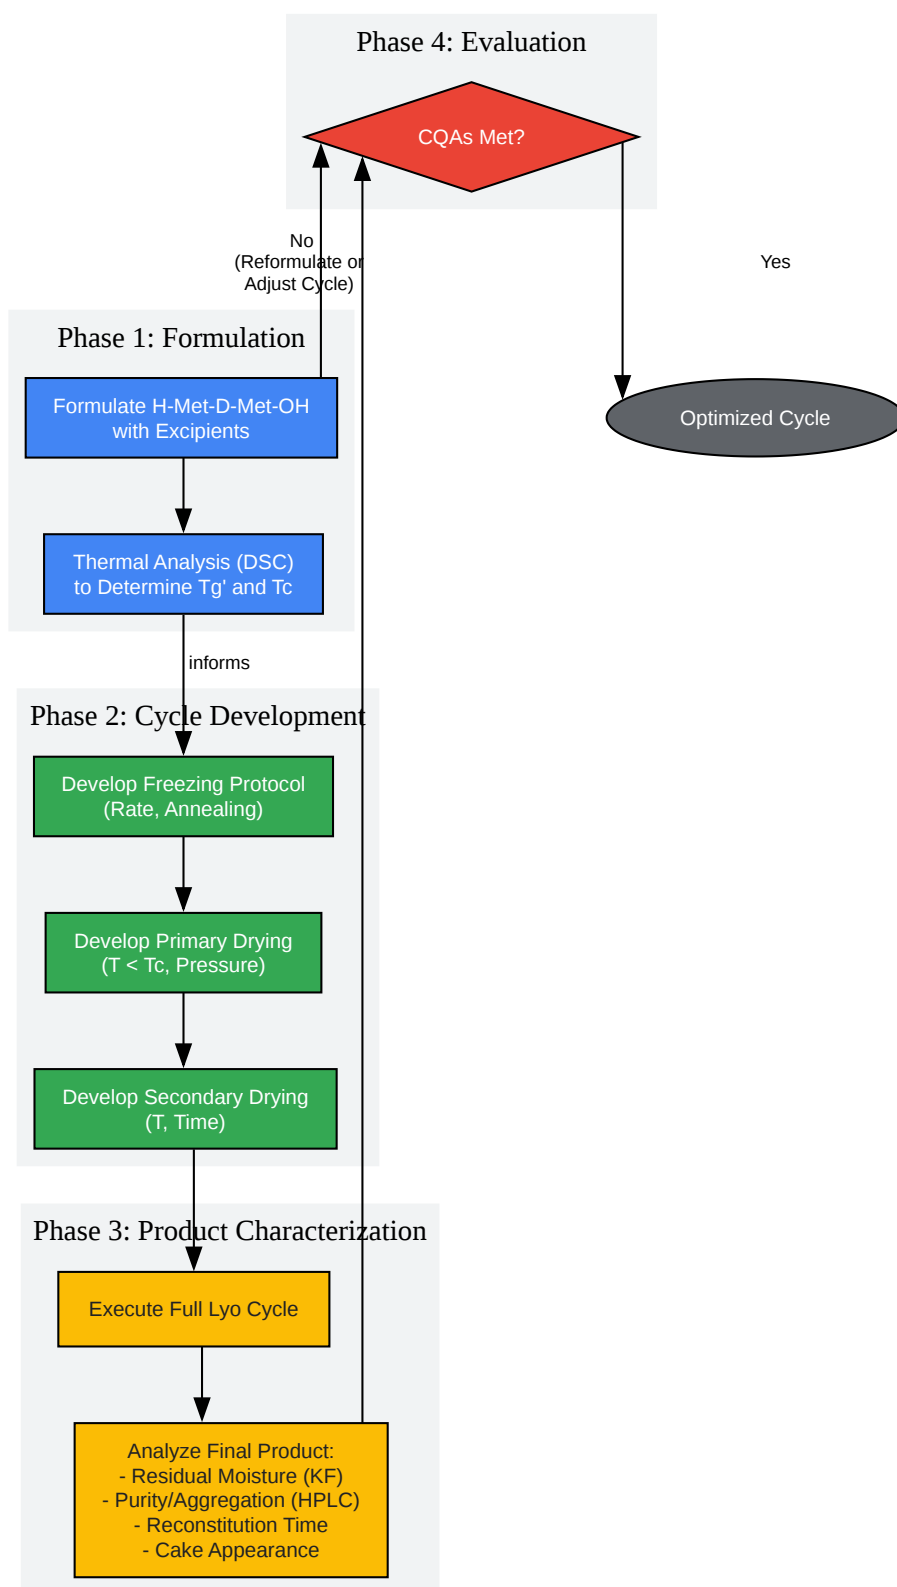 Phase 4: Evaluation
CQAs Met?
No
(Reformulate or
Adjust Cycle)
Yes
Phase 1: Formulation
Formulate H-Met-D-Met-OH
with Excipients
Optimized Cycle
Thermal Analysis (DSC)
to Determine Tg' and Tc
informs
Phase 2: Cycle Development
Develop Freezing Protocol
(Rate, Annealing)
Develop Primary Drying
(T < Tc, Pressure)
Develop Secondary Drying
(T, Time)
Phase 3: Product Characterization
Execute Full Lyo Cycle
Analyze Final Product:
- Residual Moisture (KF)
- Purity/Aggregation (HPLC)
- Reconstitution Time
- Cake Appearance